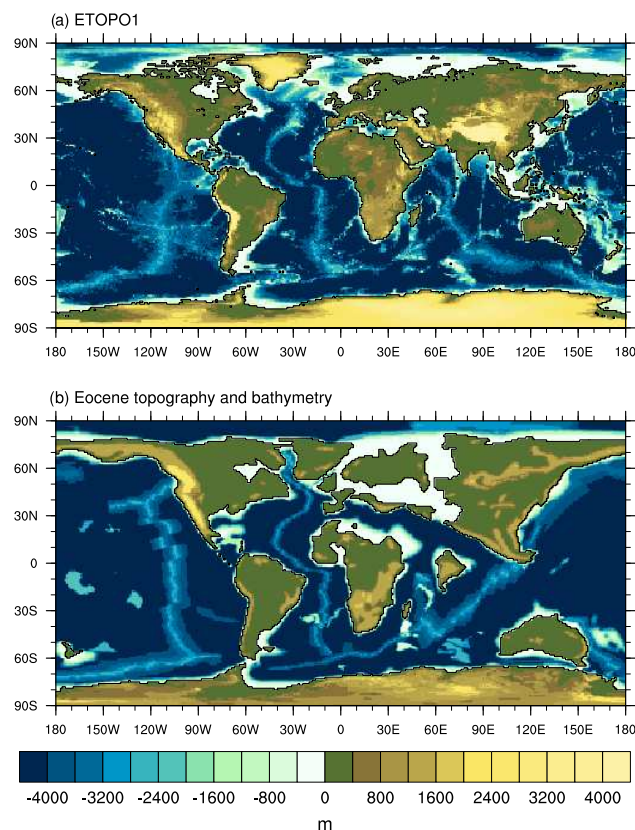 (a) ETOPO1
90N
60N
30N
0
30S
60S
90S
180 150W 120W 90W 60W 30W 0 30E 60E 90E 120E 150E 180
(b) Eocene topography and bathymetry
90N
60N
30N
0
30S
60S
90S
180 150W 120W 90W 60W 30W 0 30E 60E 90E 120E 150E 180
-4000 -3200 -2400 -1600 -800 0 800 1600 2400 3200 4000
m